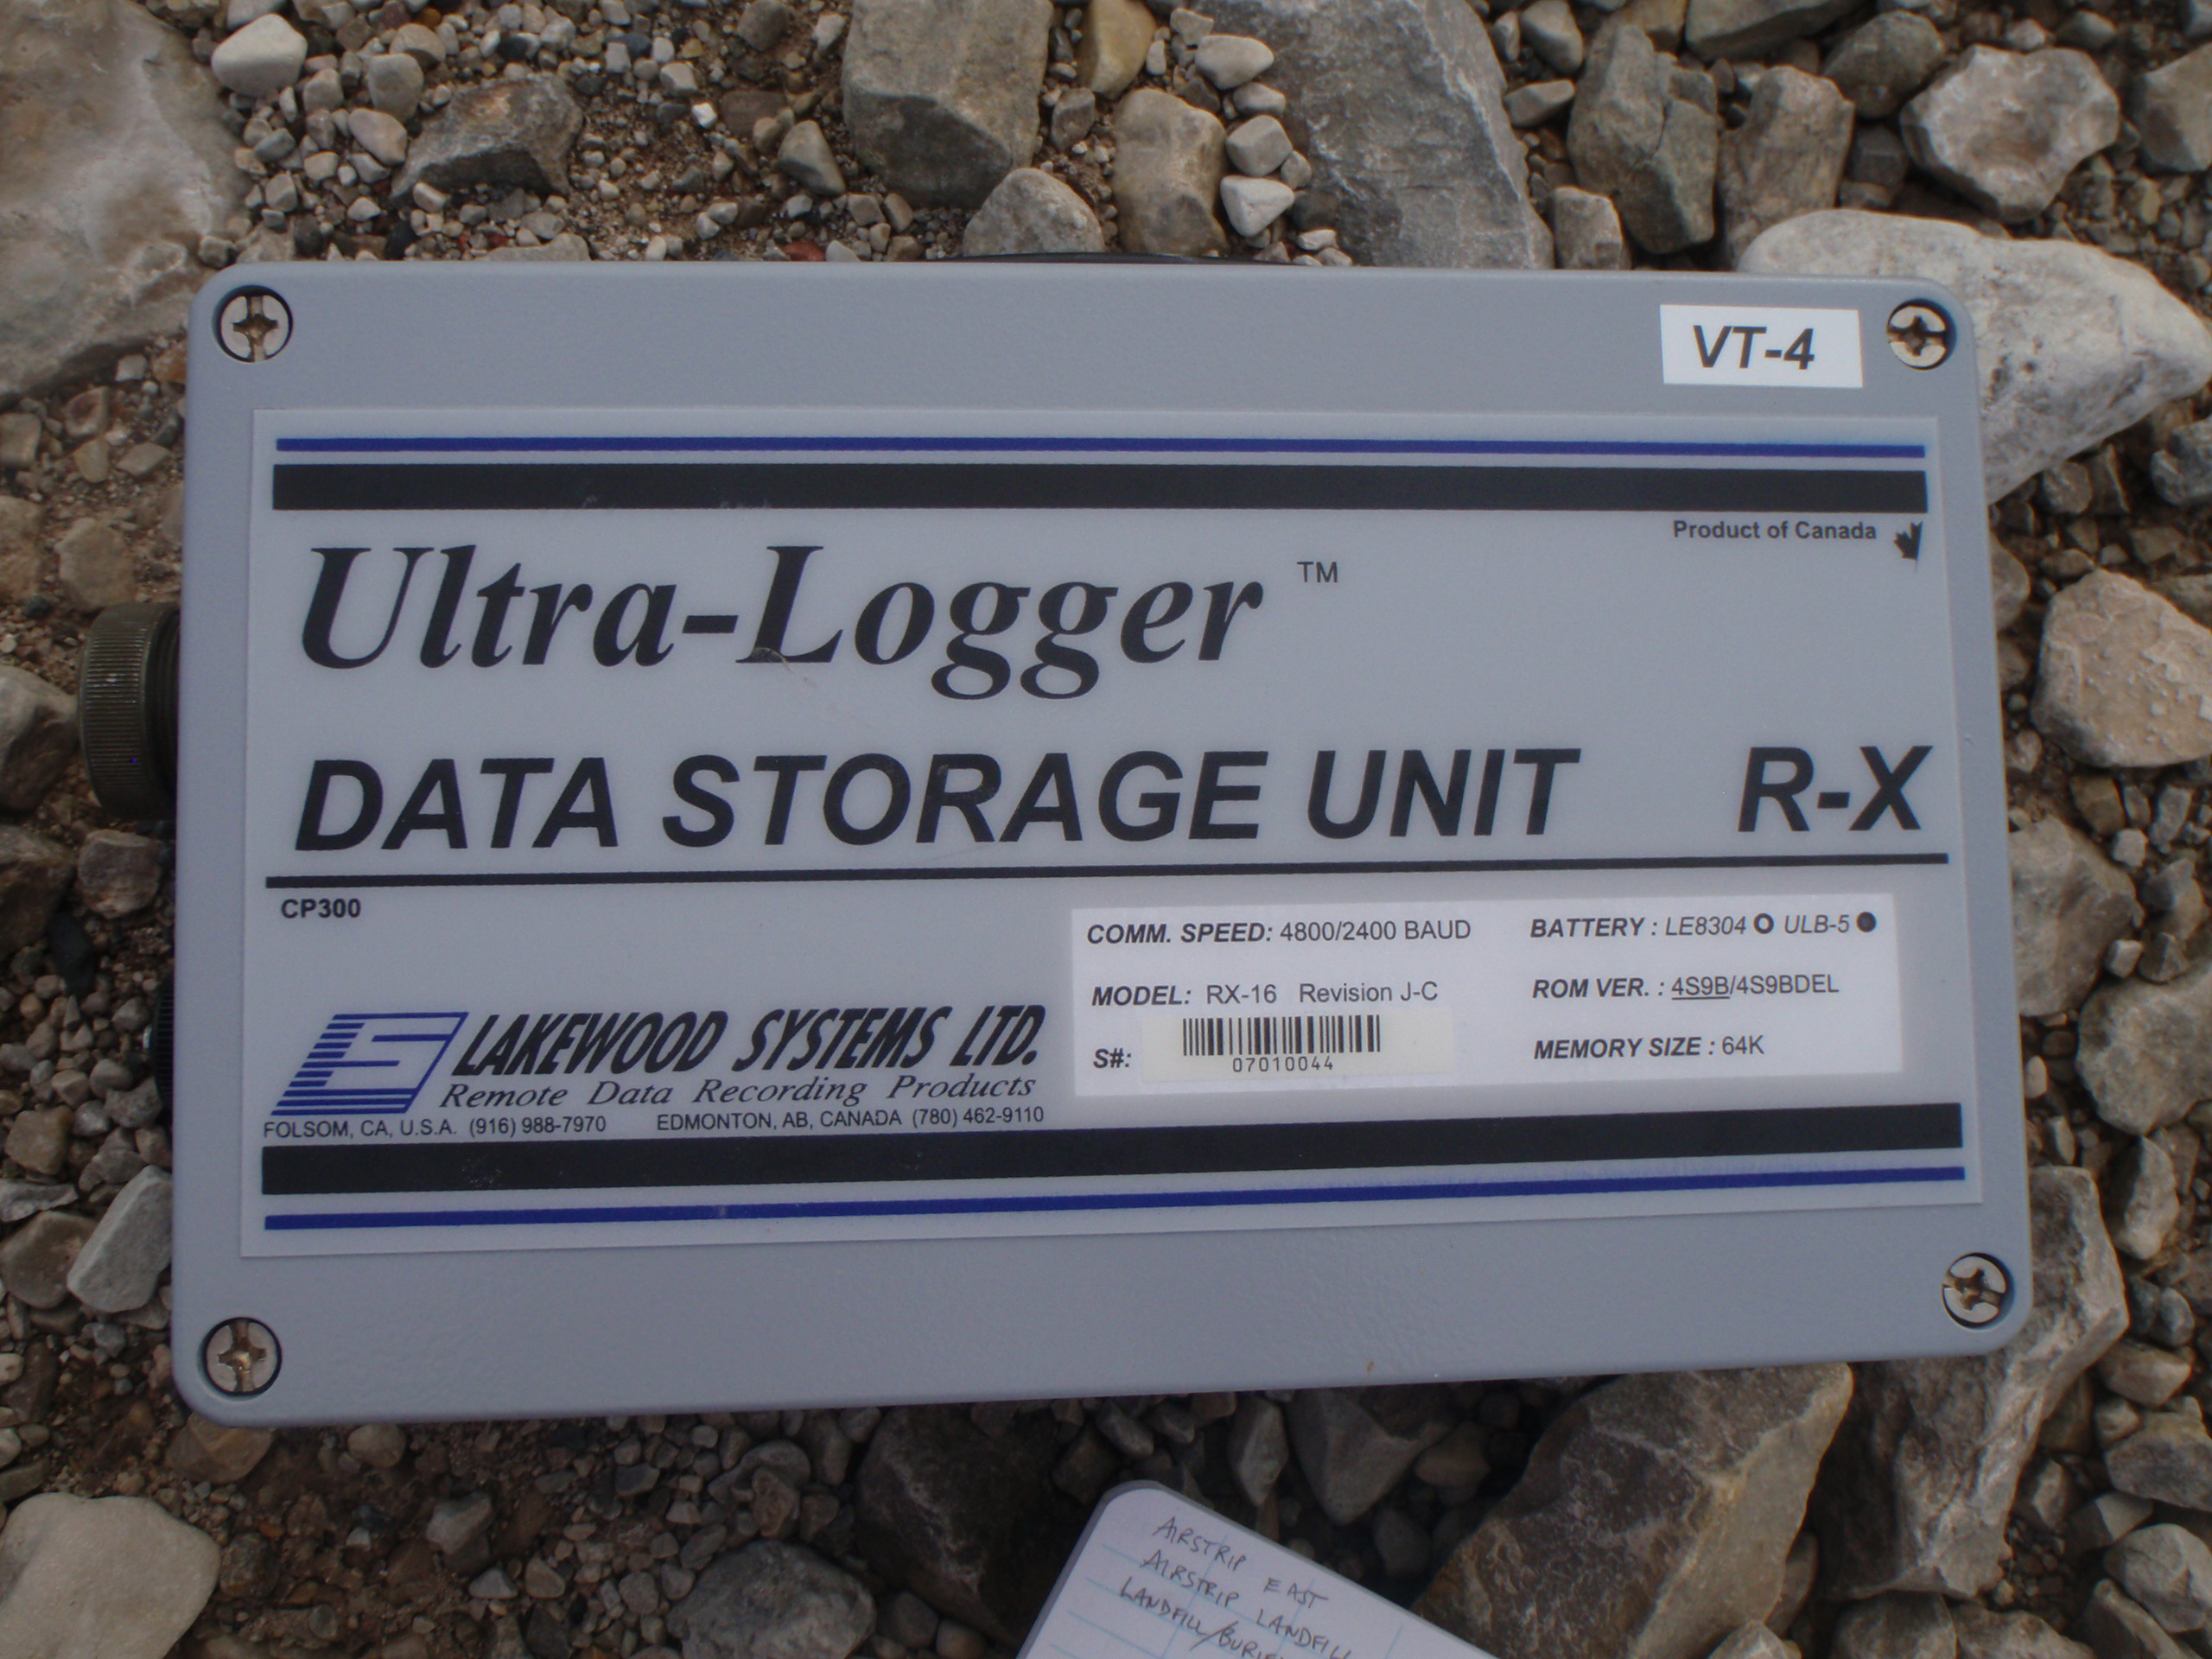 VT-4
Product of Canada
Ultra-Logger ™
DATA STORAGE UNIT R-X
CP300
COMM. SPEED: 4800/2400 BAUD
BATTERY : LE8304 ULB-5
MODEL: RX-16 Revision J-C
ROM VER. : 4S9B/4S9BDEL
S#: 07010044
MEMORY SIZE : 64K
LAKEWOOD SYSTEMS LTD.
Remote Data Recording Products
FOLSOM, CA, U.S.A. (916) 988-7970 EDMONTON, AB, CANADA (780) 462-9110
AIRSTRIP EAST
AIRSTRIP LANDFILL
LANDFILL/